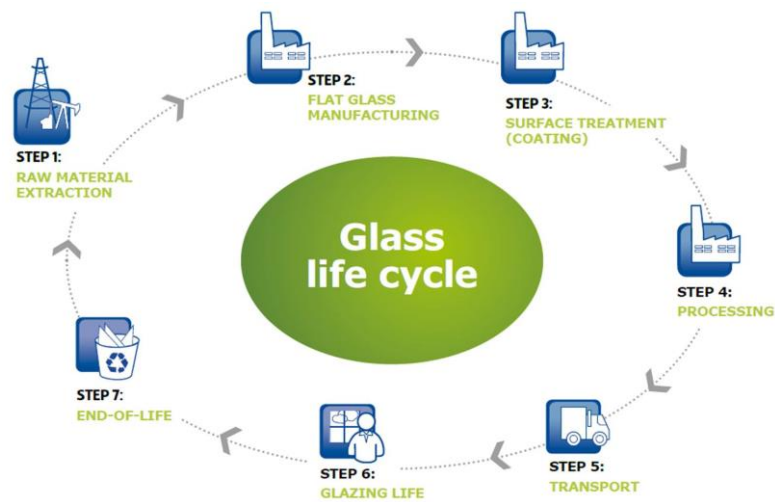 STEP 1:
RAW MATERIAL
EXTRACTION
STEP 2:
FLAT GLASS
MANUFACTURING
STEP 3:
SURFACE TREATMENT
(COATING)
STEP 4:
PROCESSING
STEP 5:
TRANSPORT
STEP 6:
GLAZING LIFE
STEP 7:
END-OF-LIFE
Glass
life cycle